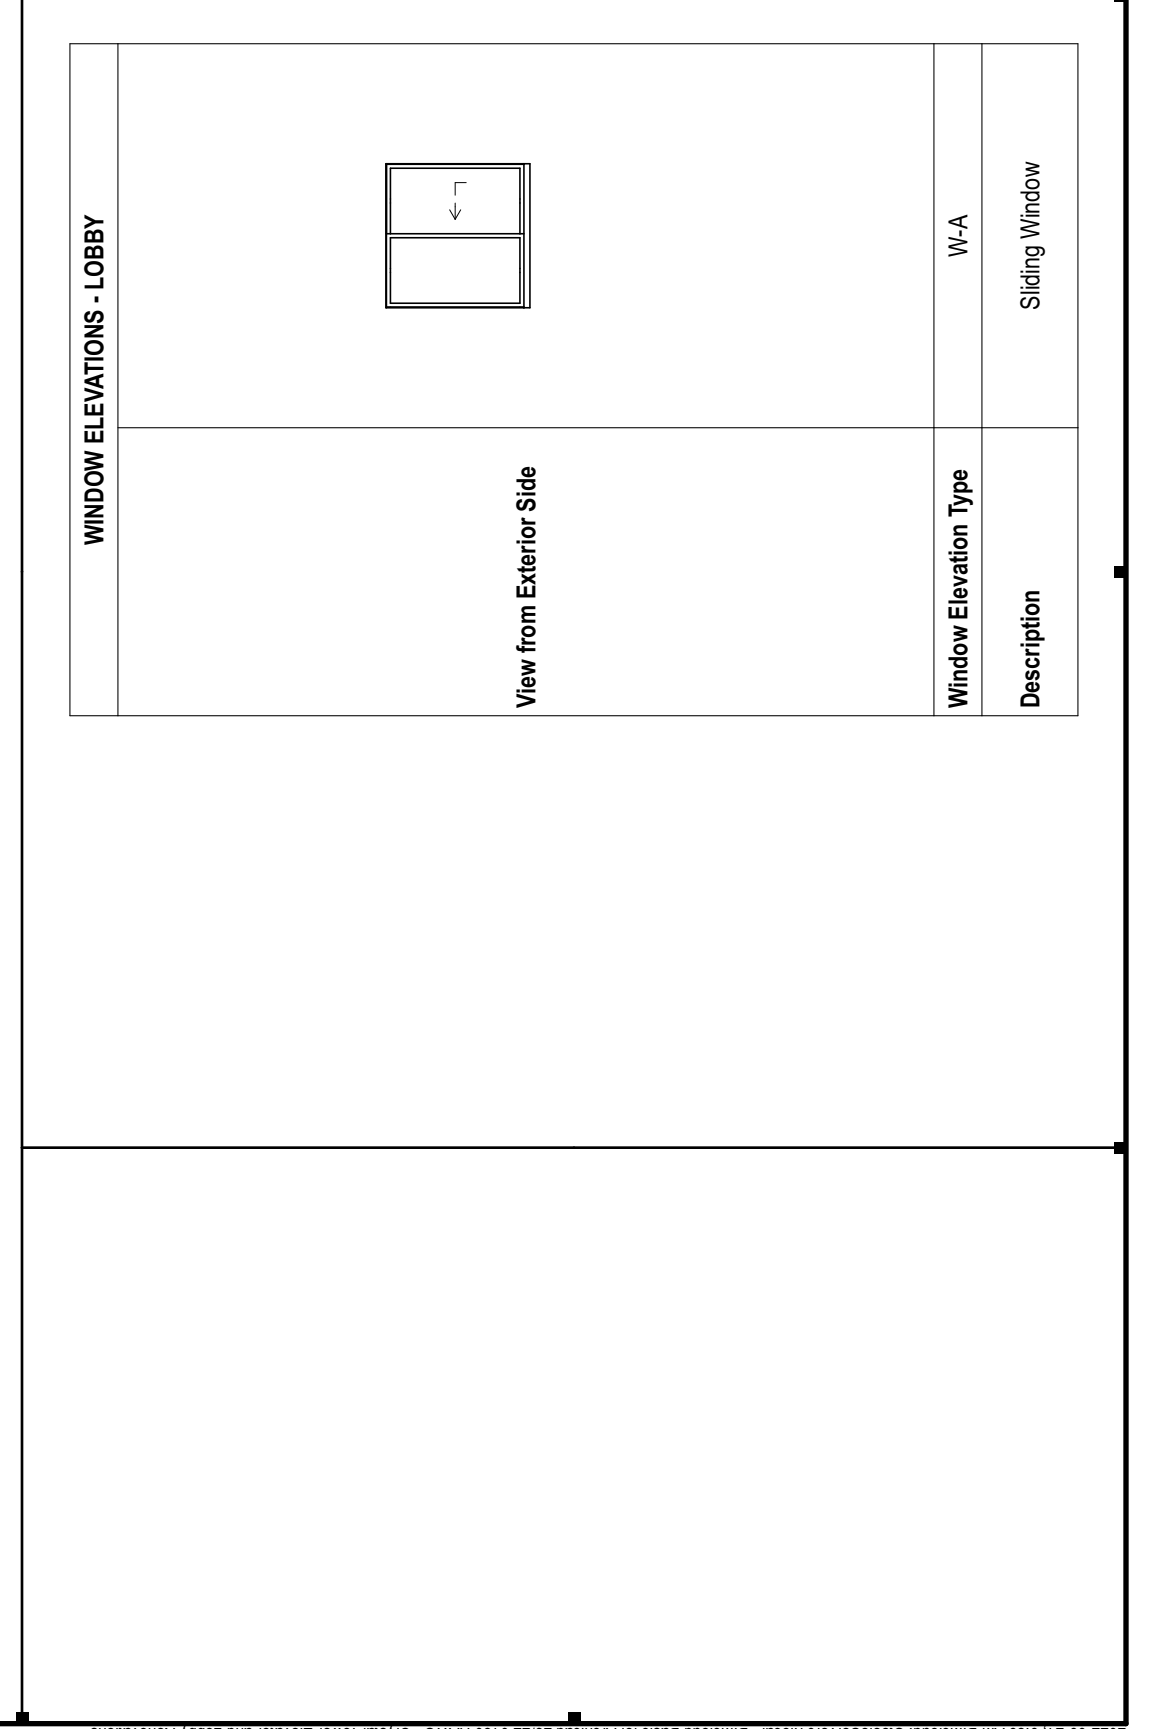 WINDOW ELEVATIONS - LOBBY
View from Exterior Side
Window Elevation Type
W-A
Description
Sliding Window